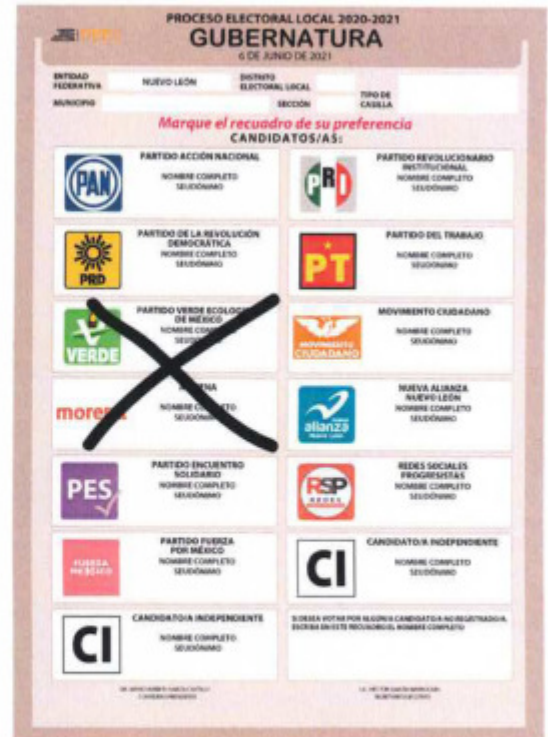 PROCESO ELECTORAL LOCAL 2020-2021
GUBERNATURA
6 DE JUNIO DE 2021
ENTIDAD FEDERATIVA
NUEVO LEÓN
DISTRITO ELECTORAL LOCAL
MUNICIPIO
SECCIÓN
TIPO DE CASILLA
Marque el recuadro de su preferencia
CANDIDATOS/AS:
PAN
PARTIDO ACCIÓN NACIONAL
NOMBRE COMPLETO
SEUDÓNIMO
PRI
PARTIDO REVOLUCIONARIO
INSTITUCIONAL
NOMBRE COMPLETO
SEUDÓNIMO
PRD
PARTIDO DE LA REVOLUCIÓN
DEMOCRÁTICA
NOMBRE COMPLETO
SEUDÓNIMO
PT
PARTIDO DEL TRABAJO
NOMBRE COMPLETO
SEUDÓNIMO
VERDE
PARTIDO VERDE
DE MÉXICO
NOMBRE
SEUDÓNIMO
MOVIMIENTO CIUDADANO
MOVIMIENTO CIUDADANO
NOMBRE COMPLETO
SEUDÓNIMO
morena
NOMBRE
SEUDÓNIMO
alianza
Nuevo León
NUEVA ALIANZA
NUEVO LEÓN
NOMBRE COMPLETO
SEUDÓNIMO
PES
PARTIDO ENCUENTRO
SOLIDARIO
NOMBRE COMPLETO
SEUDÓNIMO
RSP
REDES
REDES SOCIALES
PROGRESISTAS
NOMBRE COMPLETO
SEUDÓNIMO
FUERZA
MÉXICO
PARTIDO FUERZA
POR MÉXICO
NOMBRE COMPLETO
SEUDÓNIMO
CI
CANDIDATO/A INDEPENDIENTE
NOMBRE COMPLETO
SEUDÓNIMO
CI
CANDIDATO/A INDEPENDIENTE
NOMBRE COMPLETO
SEUDÓNIMO
SI DESEA VOTAR POR ALGÚN/A CANDIDATO/A NO REGISTRADO/A,
ESCRIBA EN ESTE RECUADRO EL NOMBRE COMPLETO